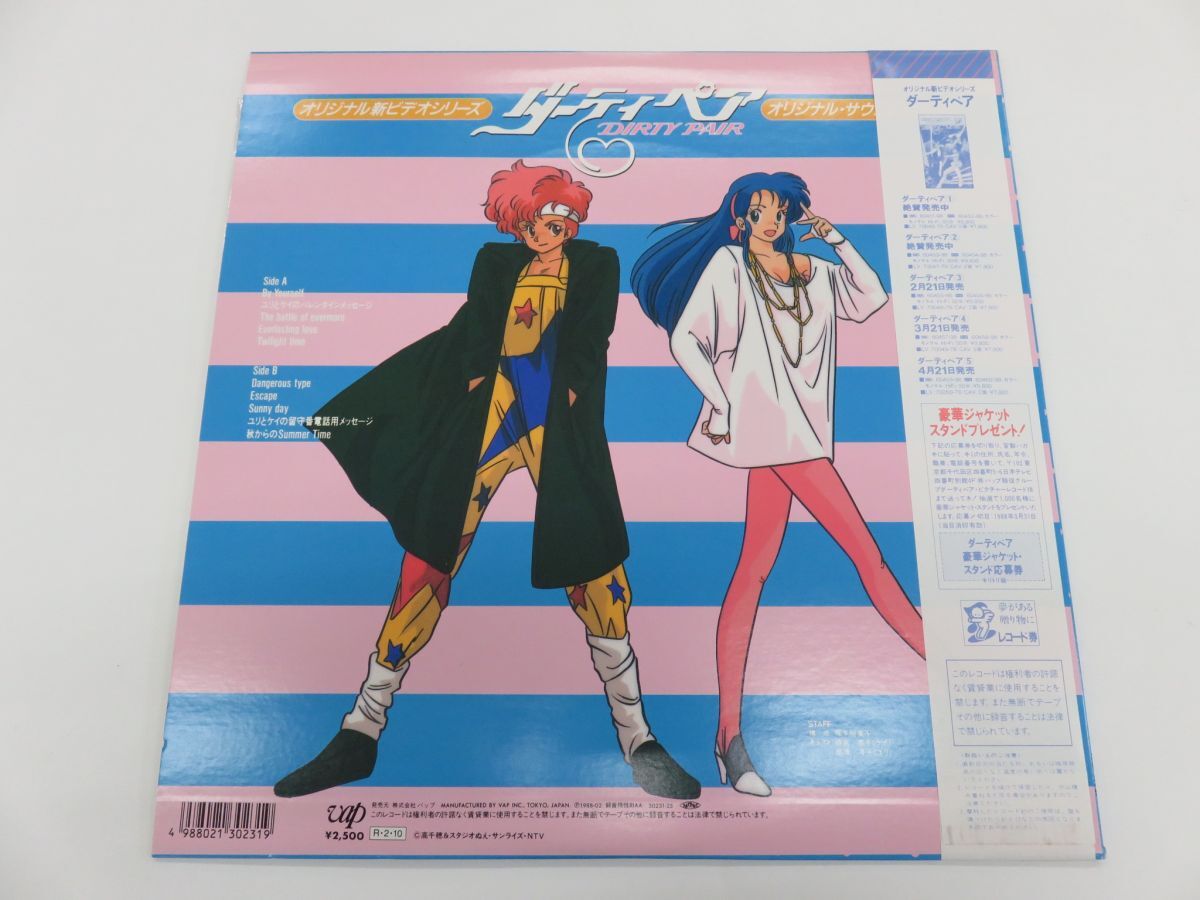 オリジナル新ビデオシリーズ
ダーティペア
DIRTY PAIR
オリジナル・サウ
Side A
By Yourself
ユリとケイのバレンタインメッセージ
The battle of evermore
Everlasting love
Twilight time
Side B
Dangerous type
Escape
Sunny day
ユリとケイの留守番電話用メッセージ
秋からのSummer Time
STAFF
4 988021 302319
vap
¥2,500
発売元 株式会社バップ MANUFACTURED BY VAP INC., TOKYO, JAPAN. Ⓟ1988・02 録音特性RIAA 30231-25
このレコードは権利者の許諾なく賃貸業に使用することを禁じます。また無断でテープその他に録音することは法律で禁じられています。
R・2・10
©高千穂&スタジオぬえ・サンライズ・NTV
オリジナル新ビデオシリーズ
ダーティペア
ダーティペア 1
絶賛発売中
ダーティペア 2
絶賛発売中
ダーティペア 3
2月21日発売
ダーティペア 4
3月21日発売
ダーティペア 5
4月21日発売
豪華ジャケット
スタンドプレゼント!
ダーティペア
豪華ジャケット・
スタンド応募券
キリトリ線
夢がある
贈り物に
レコード券
このレコードは権利者の許諾
なく賃貸業に使用することを
禁じます。また無断でテープ
その他に録音することは法律
で禁じられています。